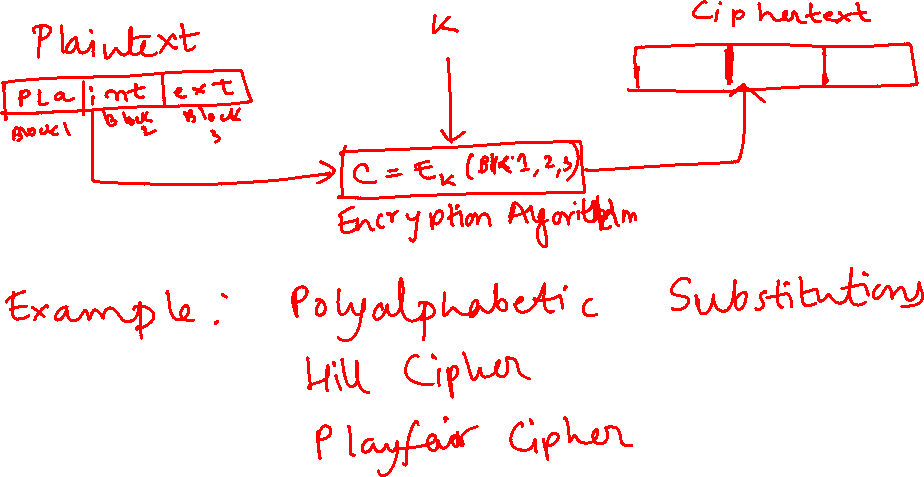 K
Ciphertext
Plaintext
PLa int ext
Block1 Block 2 Block 3
C = E_K (Blk: 1, 2, 3)
Encryption Algorithm
Example: Polyalphabetic Substitutions
Hill Cipher
Playfair Cipher